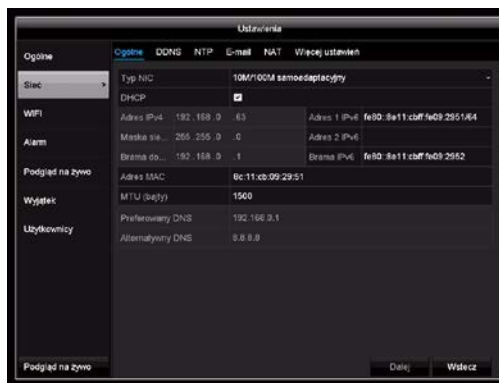 Ustawienia
Ogólne
Sieć
WIFI
Alarm
Podgląd na żywo
Wyjątek
Użytkownicy
Podgląd na żywo
Ogólne DDNS NTP E-mail NAT Więcej ustawień
Typ NIC 10M/100M samoadaptacyjny
DHCP
Adres IPv4 192.168.0 .63 Adres 1 IPv6 fe80::8e11:cbff:fe09:2951/64
Maska sie... 255.255.0 .0 Adres 2 IPv6
Brama do... 192.168.0 .1 Brama IPv6 fe80::8e11:cbff:fe09:2952
Adres MAC 8c:11:cb:09:29:51
MTU (bajty) 1500
Preferowany DNS 192.168.0.1
Alternatywny DNS 8.8.8.8
Dalej Wstecz